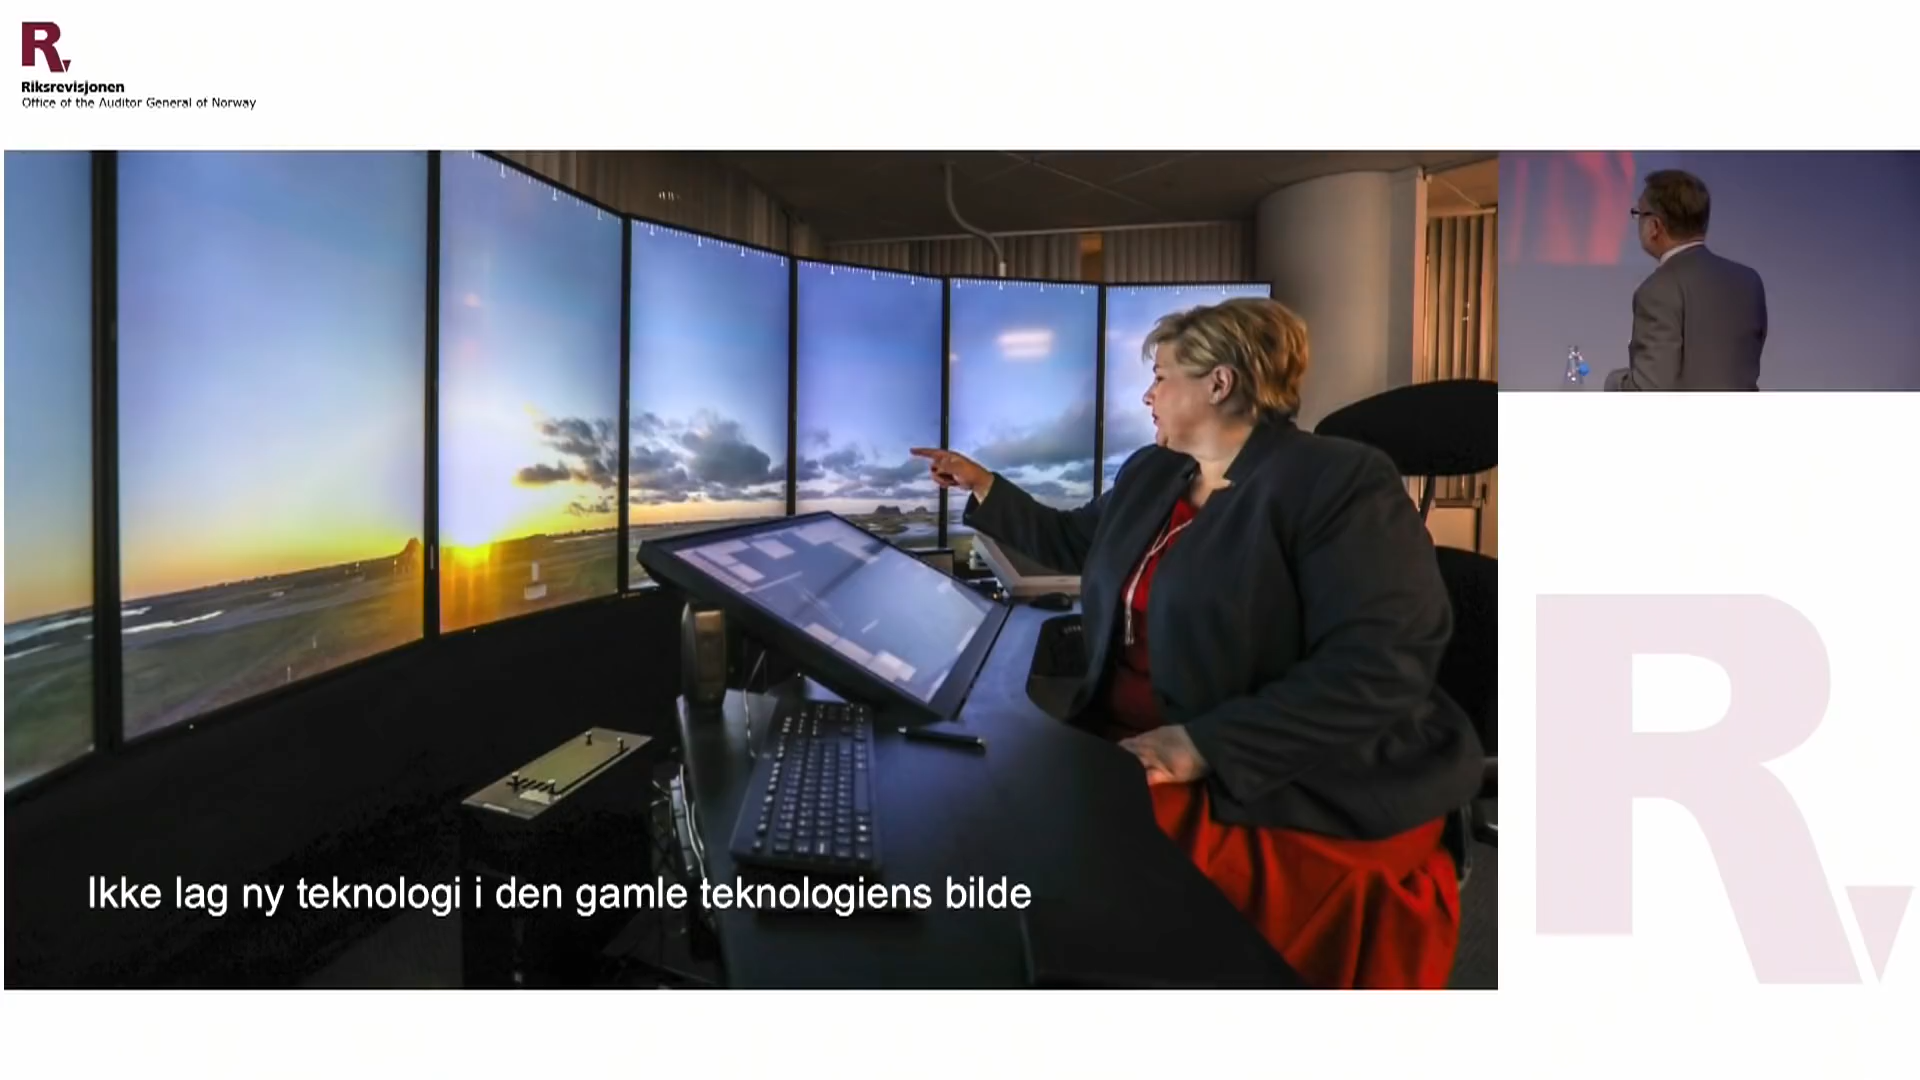 R
Riksrevisjonen
Office of the Auditor General of Norway
Ikke lag ny teknologi i den gamle teknologiens bilde
R